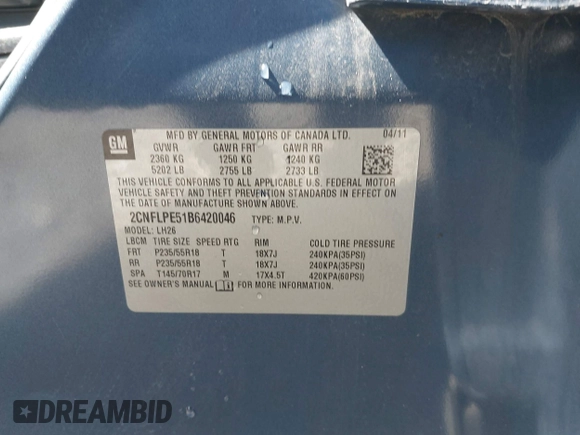 GM
MFD BY GENERAL MOTORS OF CANADA LTD. 04/11
GVWR GAWR FRT GAWR RR
2360 KG 1250 KG 1240 KG
5202 LB 2755 LB 2733 LB
THIS VEHICLE CONFORMS TO ALL APPLICABLE U.S. FEDERAL MOTOR
VEHICLE SAFETY AND THEFT PREVENTION STANDARDS IN EFFECT ON
THE DATE OF MANUFACTURE SHOWN ABOVE.
2CNFLPE51B6420046 TYPE: M.P.V.
MODEL: LH26
LBCM TIRE SIZE SPEED RTG RIM COLD TIRE PRESSURE
FRT P235/55R18 T 18X7J 240KPA(35PSI)
RR P235/55R18 T 18X7J 240KPA(35PSI)
SPA T145/70R17 M 17X4.5T 420KPA(60PSI)
SEE OWNER'S MANUAL FOR MORE INFORMATION.
DREAMBID